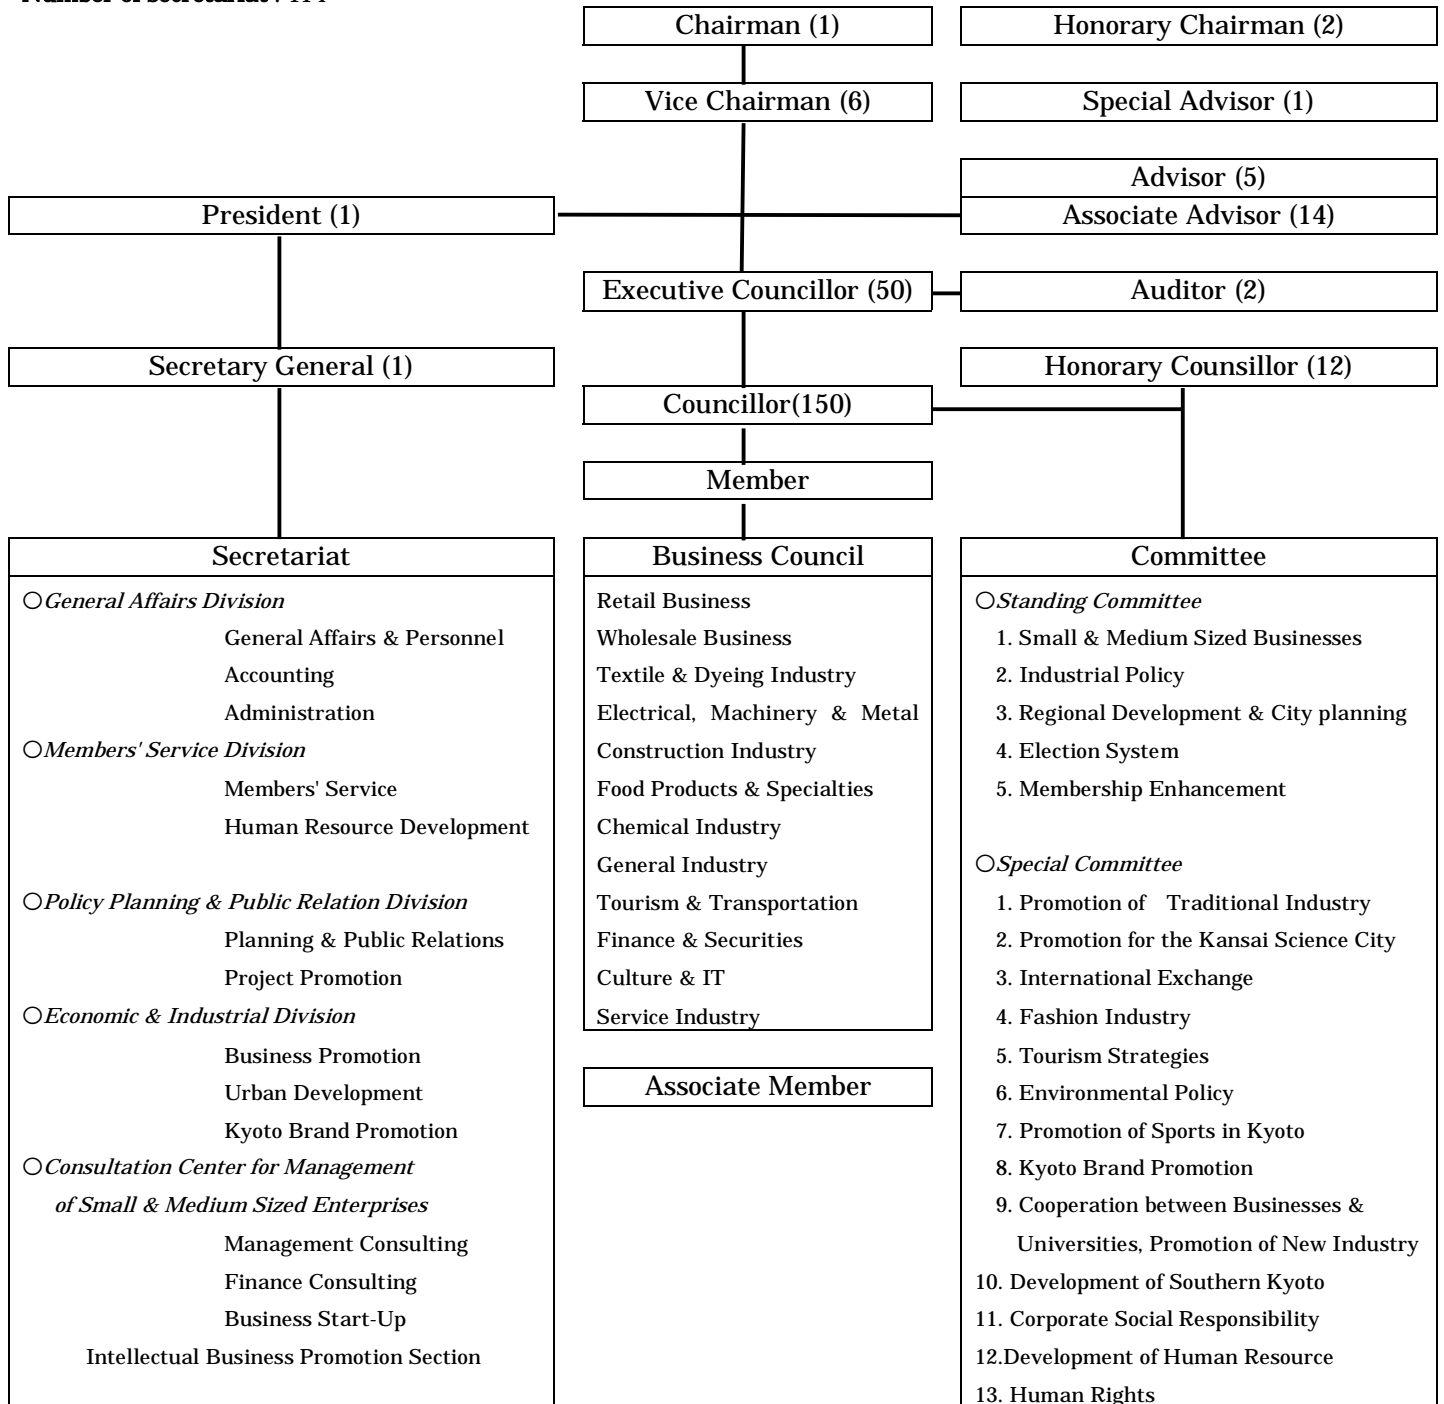 Chairman (1)
Honorary Chairman (2)
Vice Chairman (6)
Special Advisor (1)
Advisor (5)
President (1)
Associate Advisor (14)
Executive Councillor (50)
Auditor (2)
Secretary General (1)
Honorary Counsillor (12)
Councillor(150)
Member
Secretariat
○General Affairs Division
General Affairs & Personnel
Accounting
Administration
○Members' Service Division
Members' Service
Human Resource Development
○Policy Planning & Public Relation Division
Planning & Public Relations
Project Promotion
○Economic & Industrial Division
Business Promotion
Urban Development
Kyoto Brand Promotion
○Consultation Center for Management
of Small & Medium Sized Enterprises
Management Consulting
Finance Consulting
Business Start-Up
Intellectual Business Promotion Section
Business Council
Retail Business
Wholesale Business
Textile & Dyeing Industry
Electrical, Machinery & Metal
Construction Industry
Food Products & Specialties
Chemical Industry
General Industry
Tourism & Transportation
Finance & Securities
Culture & IT
Service Industry
Associate Member
Committee
○Standing Committee
1. Small & Medium Sized Businesses
2. Industrial Policy
3. Regional Development & City planning
4. Election System
5. Membership Enhancement
○Special Committee
1. Promotion of Traditional Industry
2. Promotion for the Kansai Science City
3. International Exchange
4. Fashion Industry
5. Tourism Strategies
6. Environmental Policy
7. Promotion of Sports in Kyoto
8. Kyoto Brand Promotion
9. Cooperation between Businesses &
Universities, Promotion of New Industry
10. Development of Southern Kyoto
11. Corporate Social Responsibility
12.Development of Human Resource
13. Human Rights